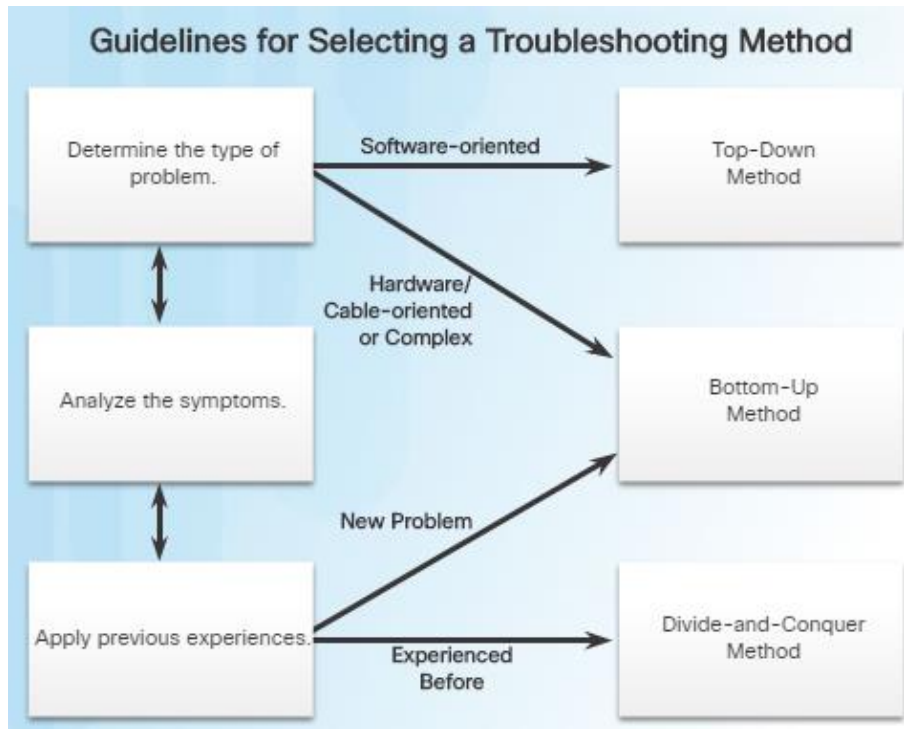 Guidelines for Selecting a Troubleshooting Method
Determine the type of
problem.
Software-oriented
Top-Down
Method
Hardware/
Cable-oriented
or Complex
Analyze the symptoms.
Bottom-Up
Method
New Problem
Apply previous experiences.
Experienced
Before
Divide-and-Conquer
Method